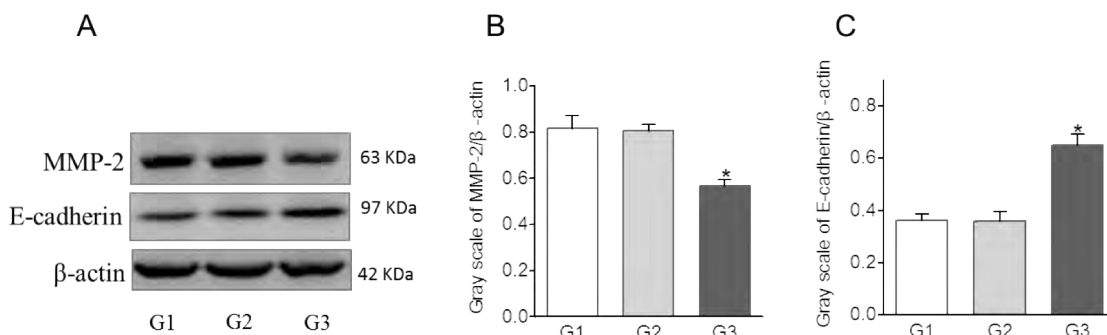 A
MMP-2
63 KDa
E-cadherin
97 KDa
β-actin
42 KDa
G1 G2 G3
B
Gray scale of MMP-2/β -actin
1.0
0.8
0.6
0.4
0.2
0.0
*
G1 G2 G3
C
Gray scale of E-cadherin/β -actin
0.8
0.6
0.4
0.2
0.0
*
G1 G2 G3